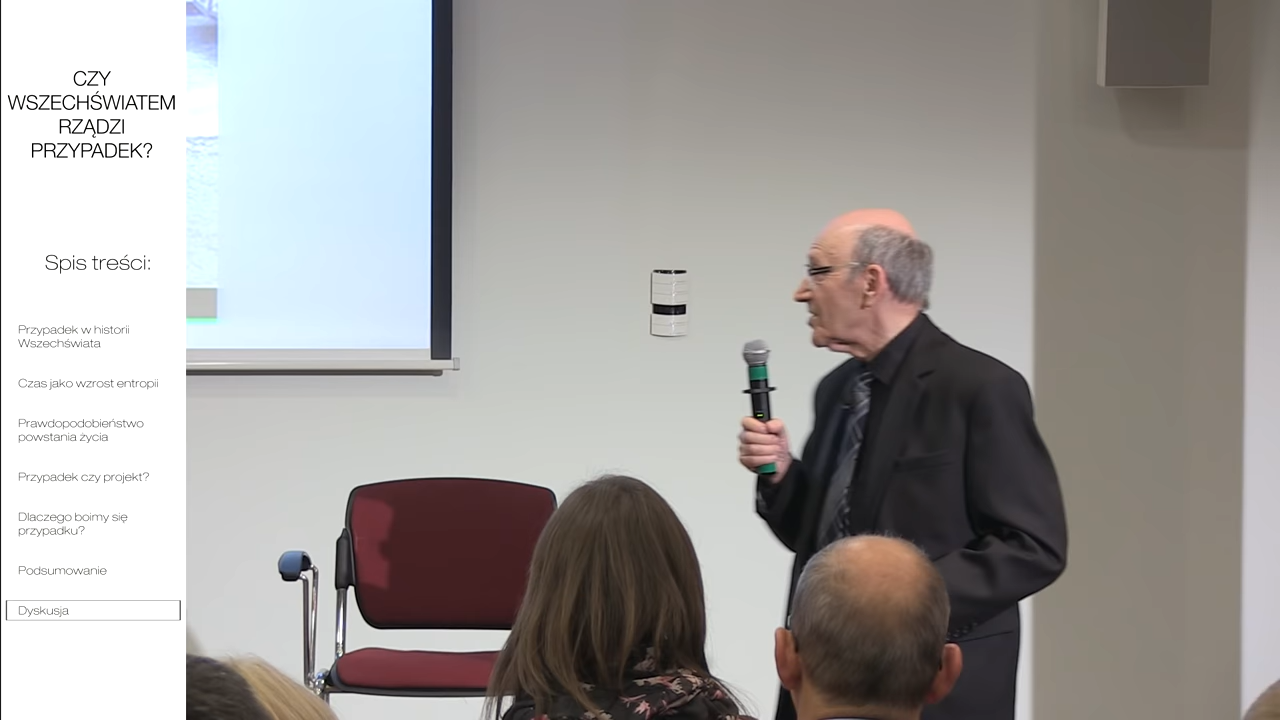 CZY
WSZECHŚWIATEM
RZĄDZI
PRZYPADEK?
Spis treści:
Przypadek w historii
Wszechświata
Czas jako wzrost entropii
Prawdopodobieństwo
powstania życia
Przypadek czy projekt?
Dlaczego boimy się
przypadku?
Podsumowanie
Dyskusja